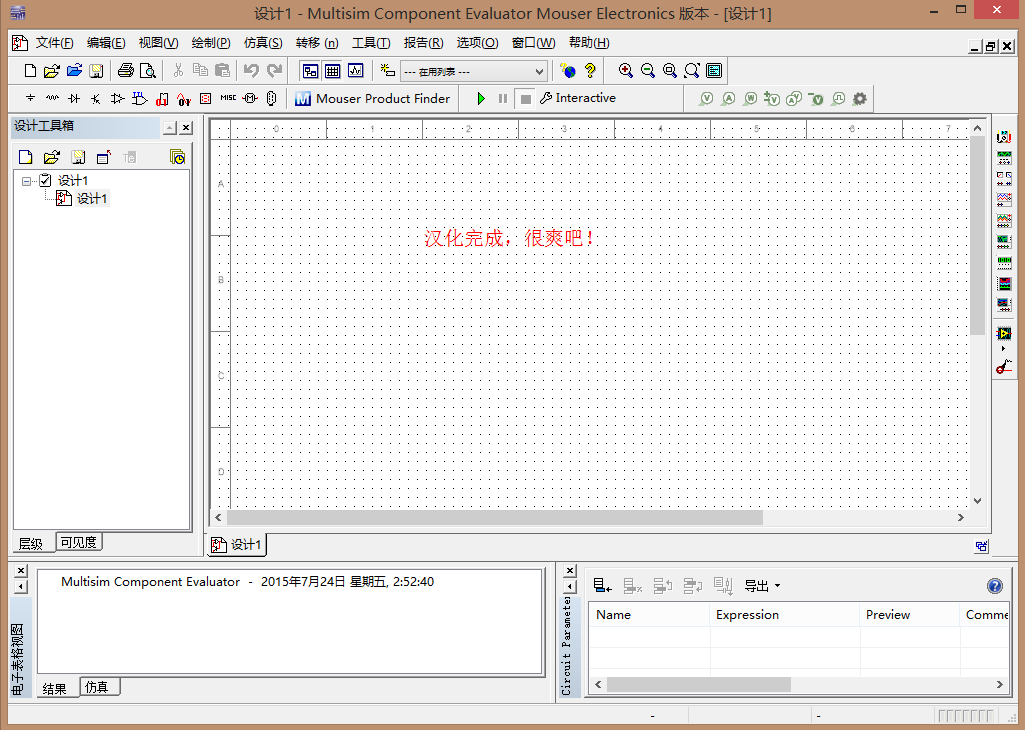 设计1 - Multisim Component Evaluator Mouser Electronics 版本 - [设计1]
文件(F) 编辑(E) 视图(V) 绘制(P) 仿真(S) 转移 (n) 工具(T) 报告(R) 选项(O) 窗口(W) 帮助(H)
--- 在用列表 ---
MISC
M Mouser Product Finder
Interactive
设计工具箱
设计1
设计1
层级 可见度
0 1 2 3 4 5 6 7
A
B
C
D
汉化完成，很爽吧！
设计1
Multisim Component Evaluator - 2015年7月24日 星期五, 2:52:40
电子表格视图
结果 仿真
Circuit Paramete
导出
Name Expression Preview Comme
- -